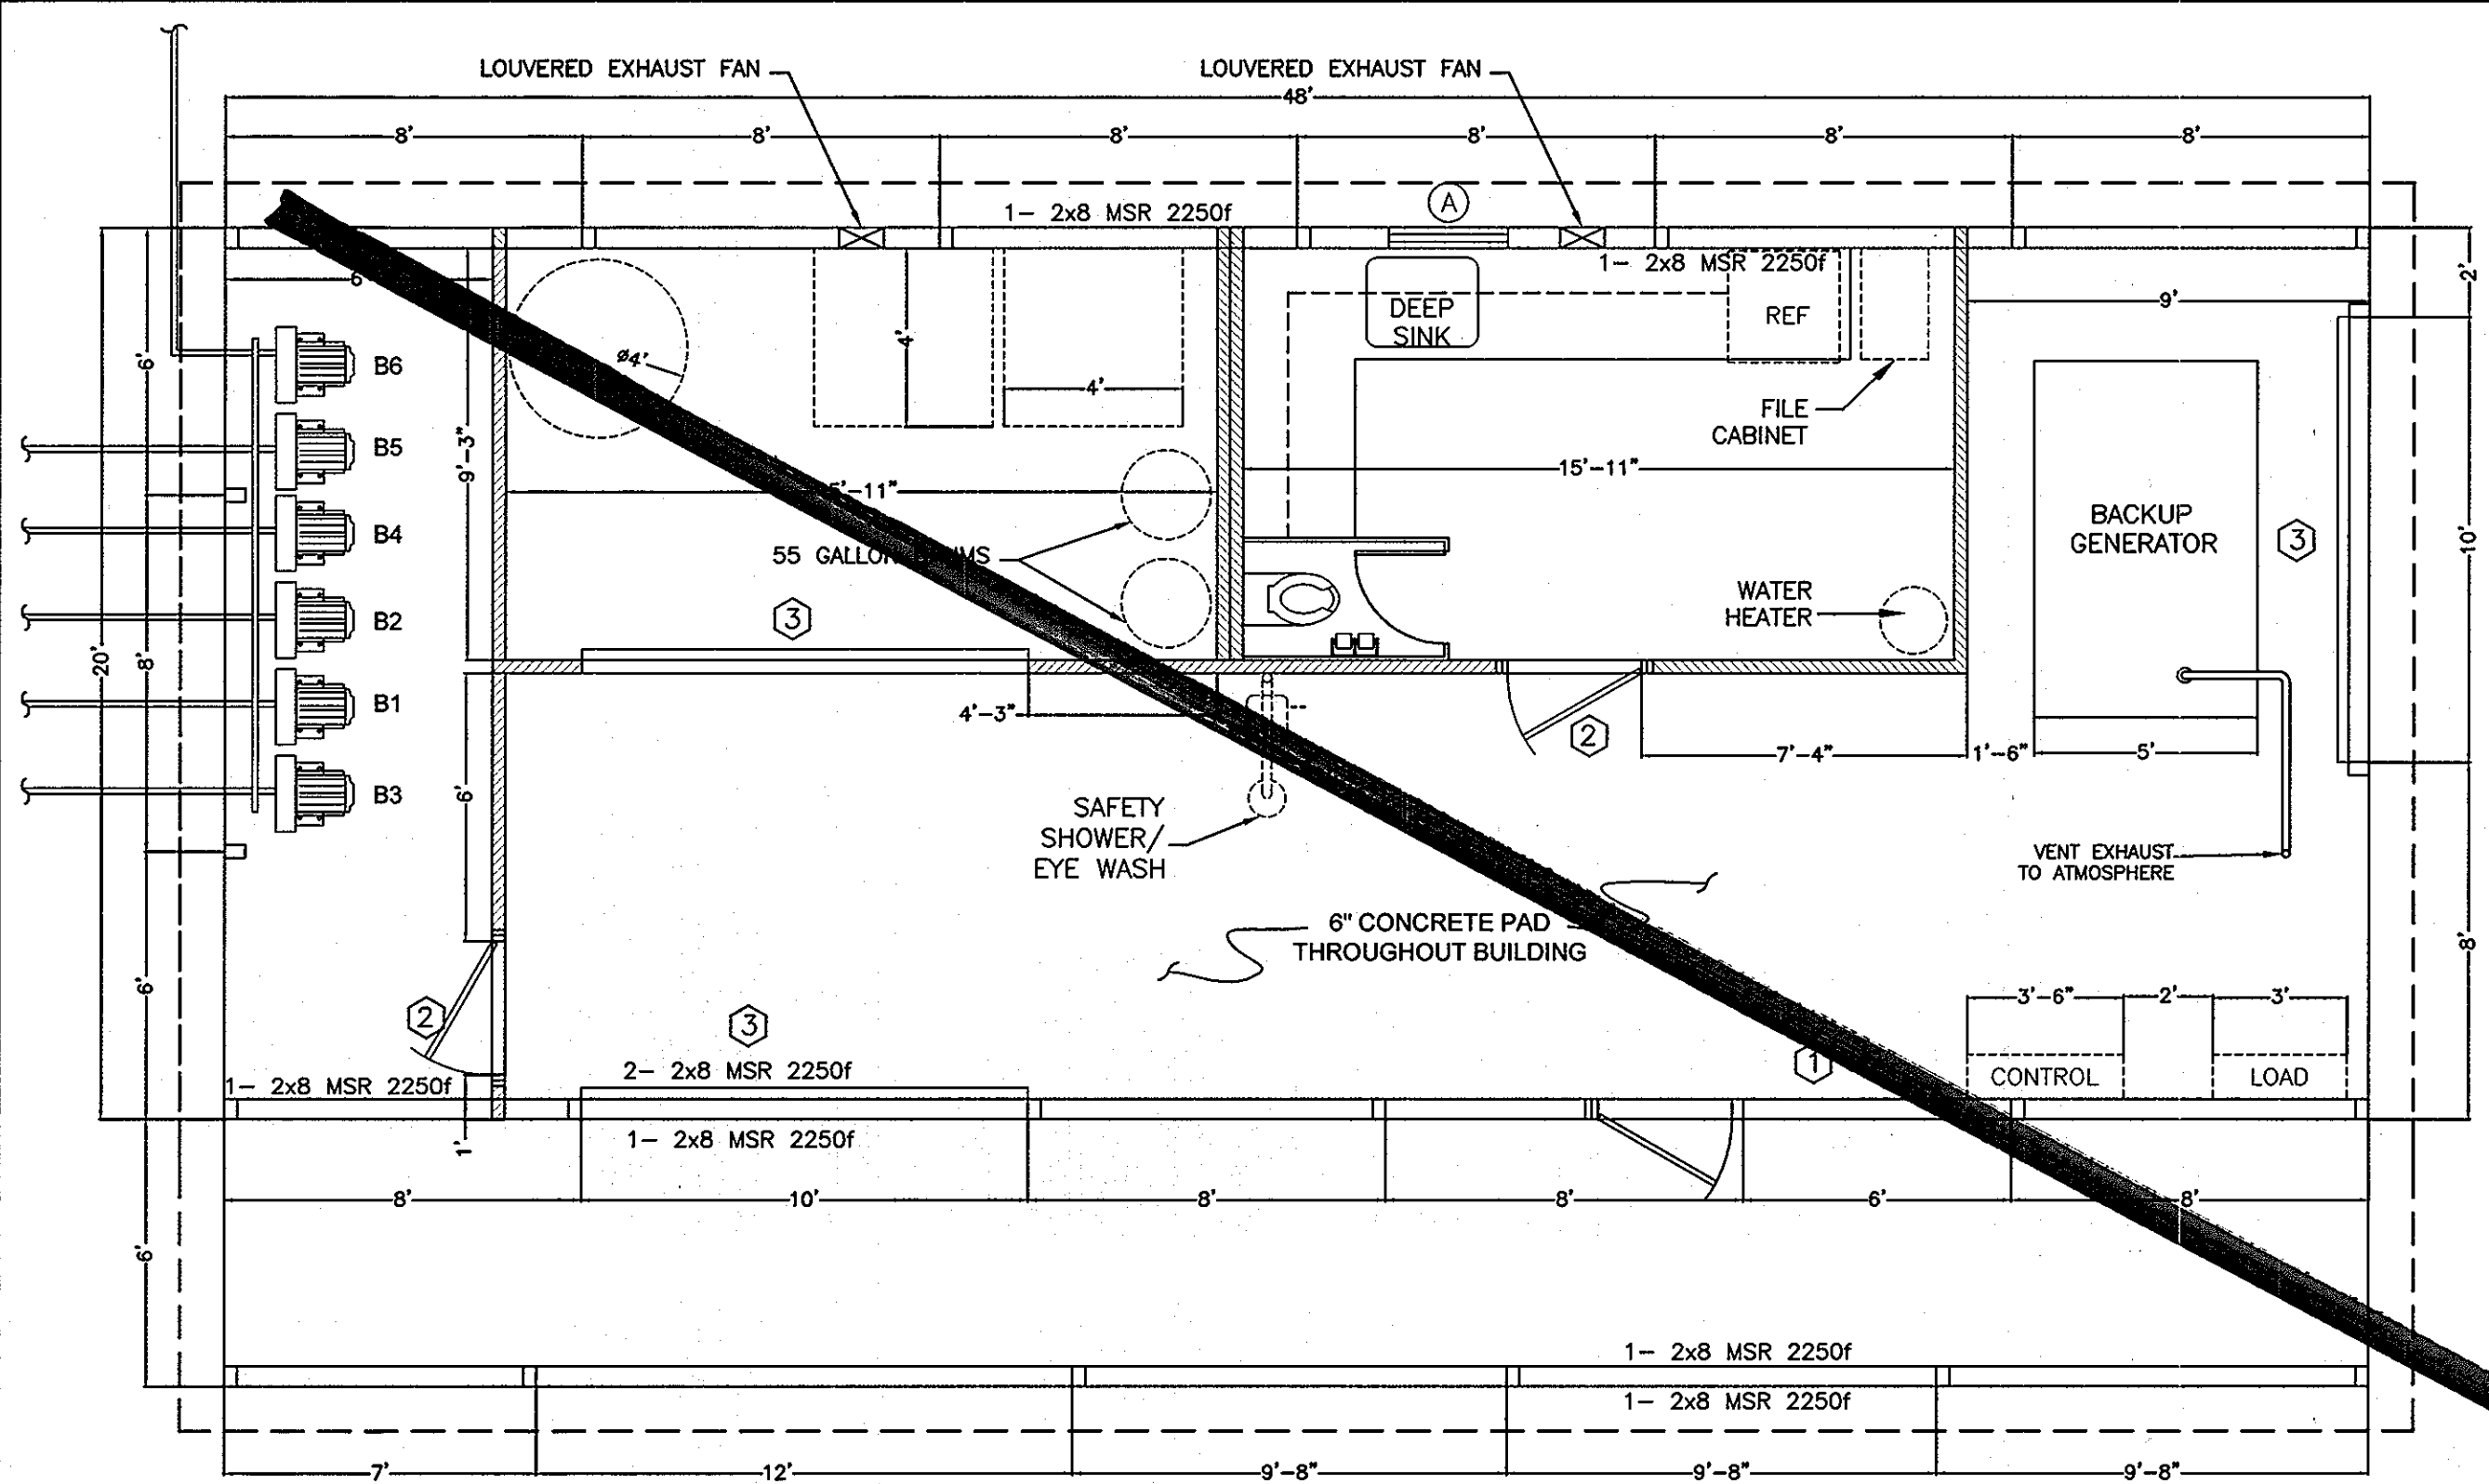 LOUVERED EXHAUST FAN
LOUVERED EXHAUST FAN
48'
8'
8'
8'
8'
8'
8'
1- 2x8 MSR 2250f
A
1- 2x8 MSR 2250f
2'
6'
9'
DEEP
SINK
REF
B6
ø4'
4'
4'
FILE
CABINET
B5
9'-3"
15'-11"
B4
BACKUP
GENERATOR
3
10'
55
B2
3
WATER
HEATER
20'
8'
B1
4'-3"
2
7'-4"
1'-6"
5'
B3
6'
SAFETY
SHOWER/
EYE WASH
VENT EXHAUST
TO ATMOSPHERE
6" CONCRETE PAD
THROUGHOUT BUILDING
8'
6'
2
3
3'-6"
2'
3'
1
CONTROL
LOAD
1- 2x8 MSR 2250f
2- 2x8 MSR 2250f
1- 2x8 MSR 2250f
1'
8'
10'
8'
8'
6'
8'
6'
1- 2x8 MSR 2250f
1- 2x8 MSR 2250f
7'
12'
9'-8"
9'-8"
9'-8"